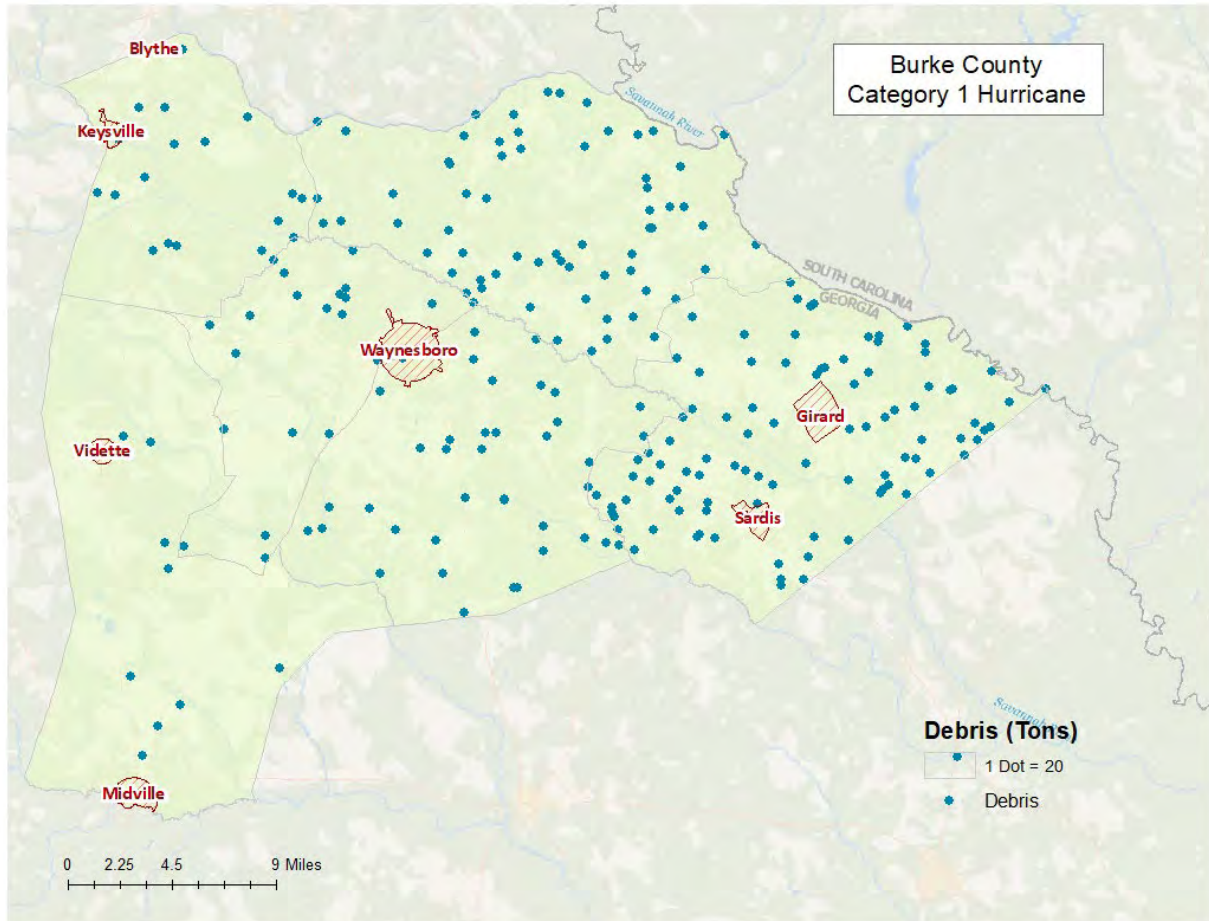 Blythe
Burke County
Category 1 Hurricane
Savannah River
Keysville
SOUTH CAROLINA
GEORGIA
Waynesboro
Girard
Vidette
Sardis
Savannah
Debris (Tons)
1 Dot = 20
Debris
Midville
0 2.25 4.5 9 Miles